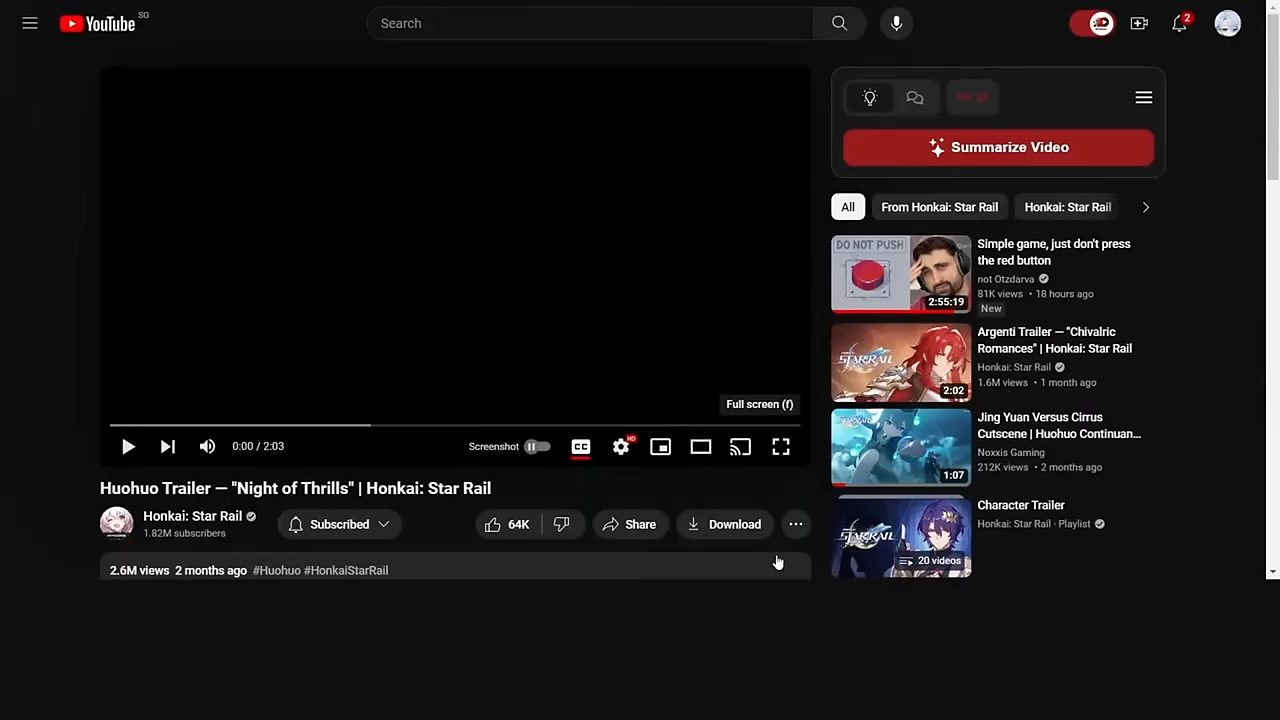 YouTube SG
Search
2
Full screen (f)
0:00 / 2:03
Screenshot
CC
HD
Huohuo Trailer — "Night of Thrills" | Honkai: Star Rail
Honkai: Star Rail
1.82M subscribers
Subscribed
64K
Share
Download
2.6M views 2 months ago #Huohuo #HonkaiStarRail
Summarize Video
All
From Honkai: Star Rail
Honkai: Star Rail
DO NOT PUSH
2:55:19
Simple game, just don't press
the red button
not Otzdarva
81K views • 18 hours ago
New
STARRAIL
2:02
Argenti Trailer — "Chivalric
Romances" | Honkai: Star Rail
Honkai: Star Rail
1.6M views • 1 month ago
1:07
Jing Yuan Versus Cirrus
Cutscene | Huohuo Continuan...
Noxxis Gaming
212K views • 2 months ago
STARRAIL
20 videos
Character Trailer
Honkai: Star Rail · Playlist